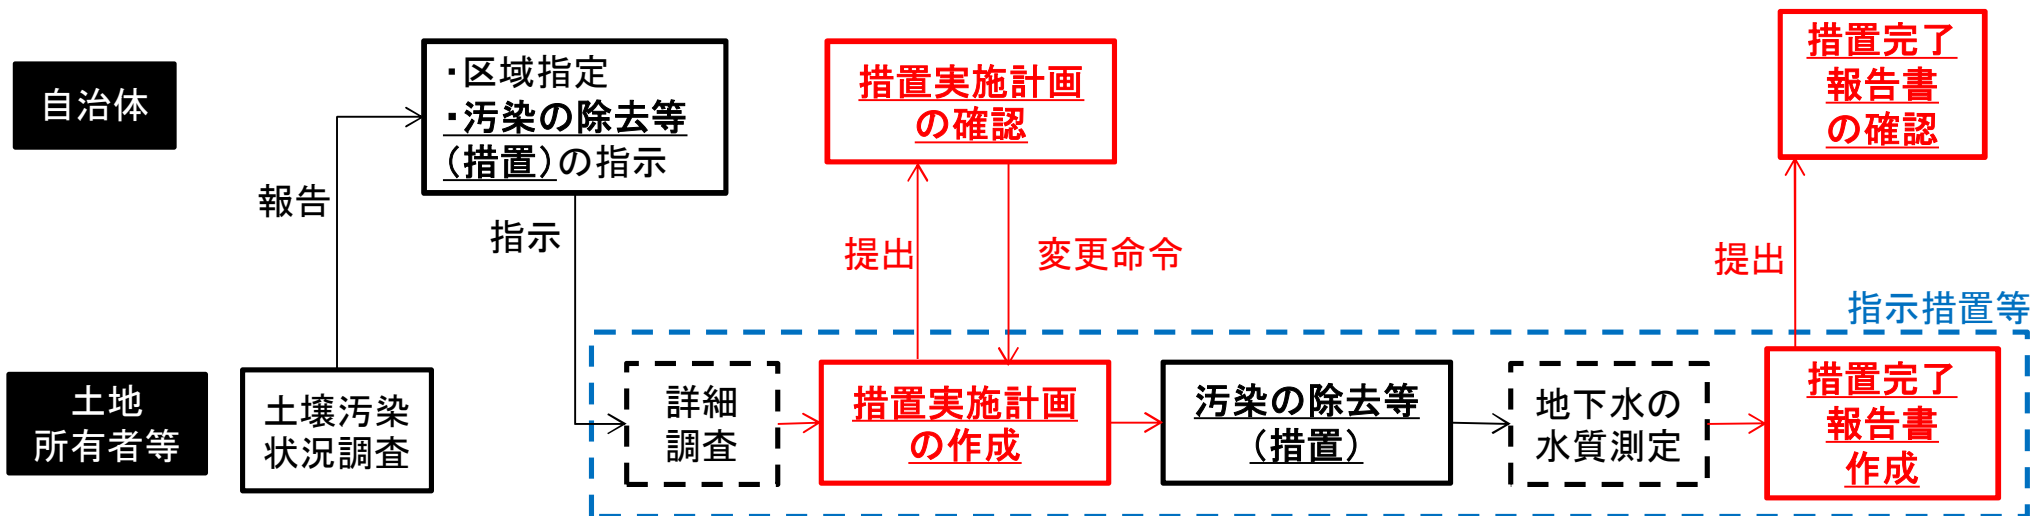 自治体
・区域指定
・汚染の除去等
（措置）の指示
措置実施計画
の確認
措置完了
報告書
の確認
報告
指示
提出
変更命令
提出
指示措置等
土地
所有者等
土壌汚染
状況調査
詳細
調査
措置実施計画
の作成
汚染の除去等
（措置）
地下水の
水質測定
措置完了
報告書
作成